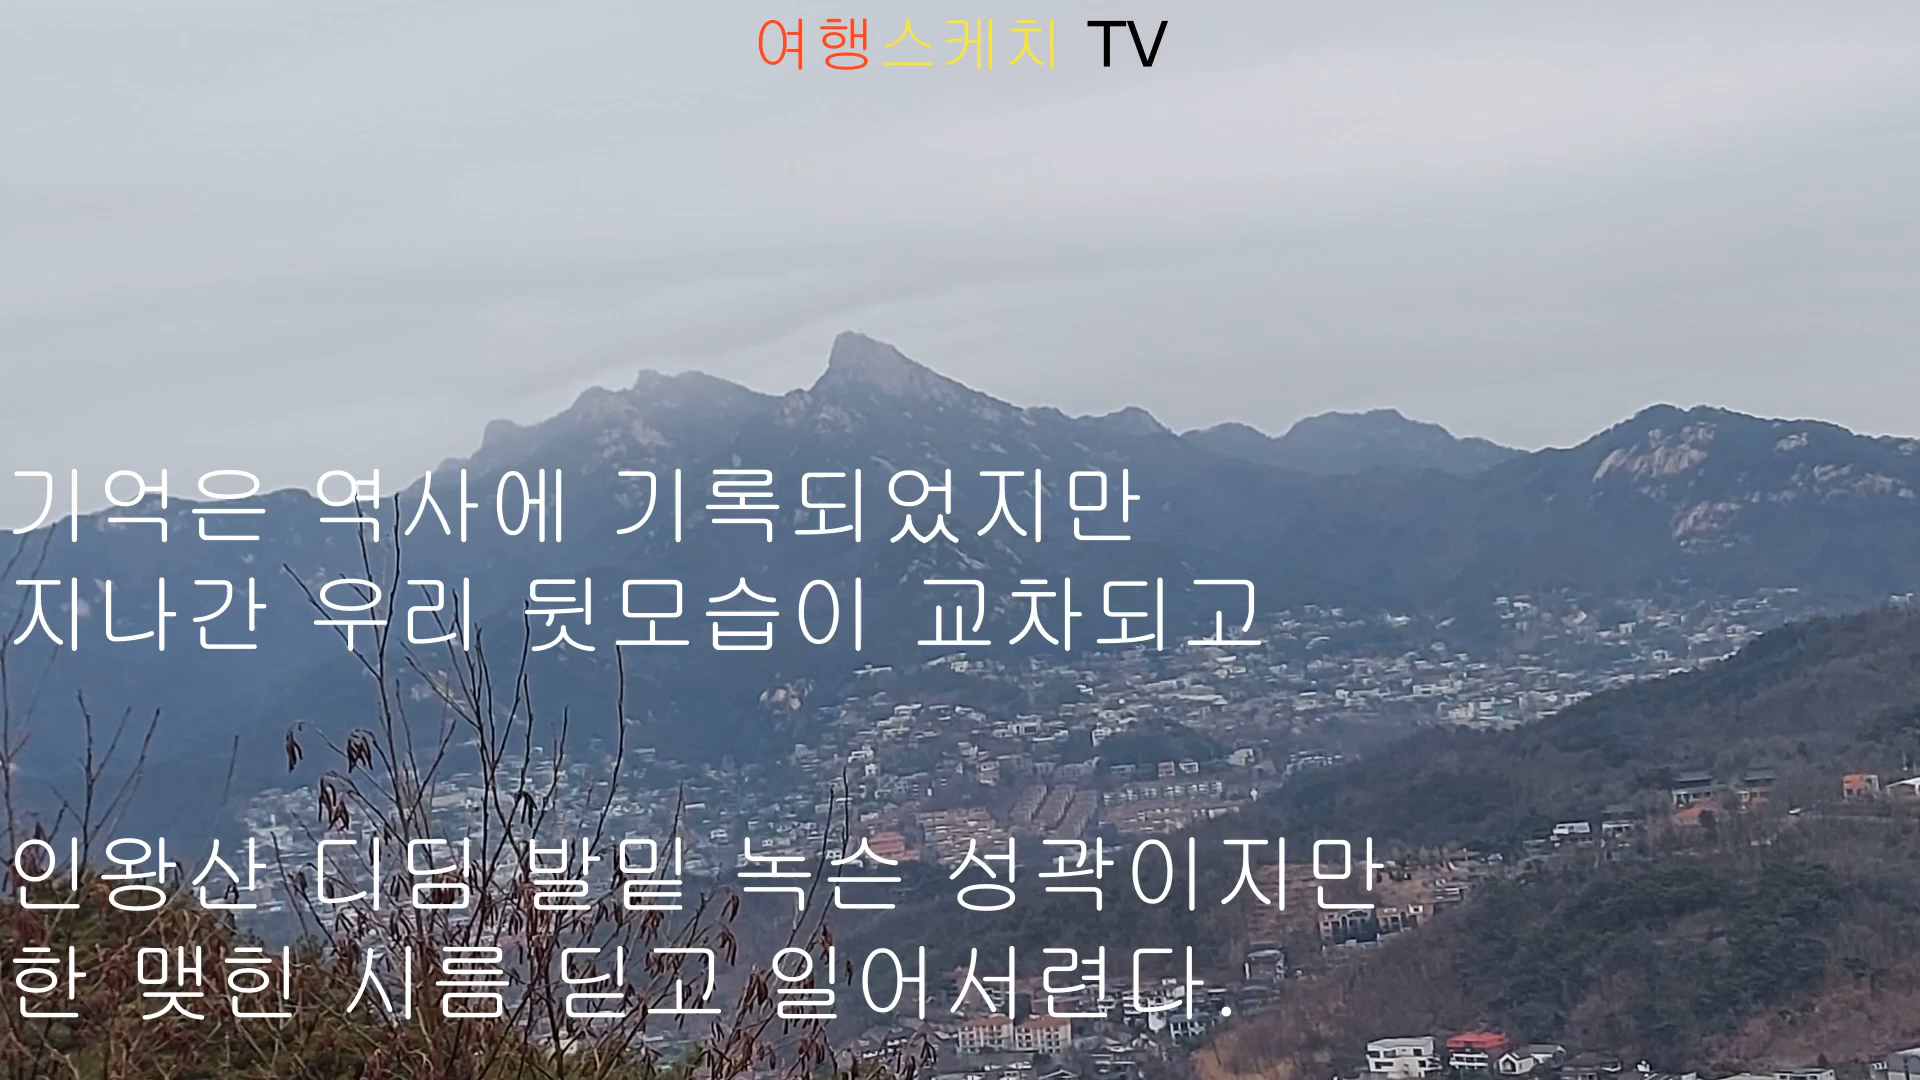 여행스케치 TV
기억은 역사에 기록되었지만
지나간 우리 뒷모습이 교차되고
인왕산 디딤 발밑 녹슨 성곽이지만
한 맺힌 시름 딛고 일어서련다.